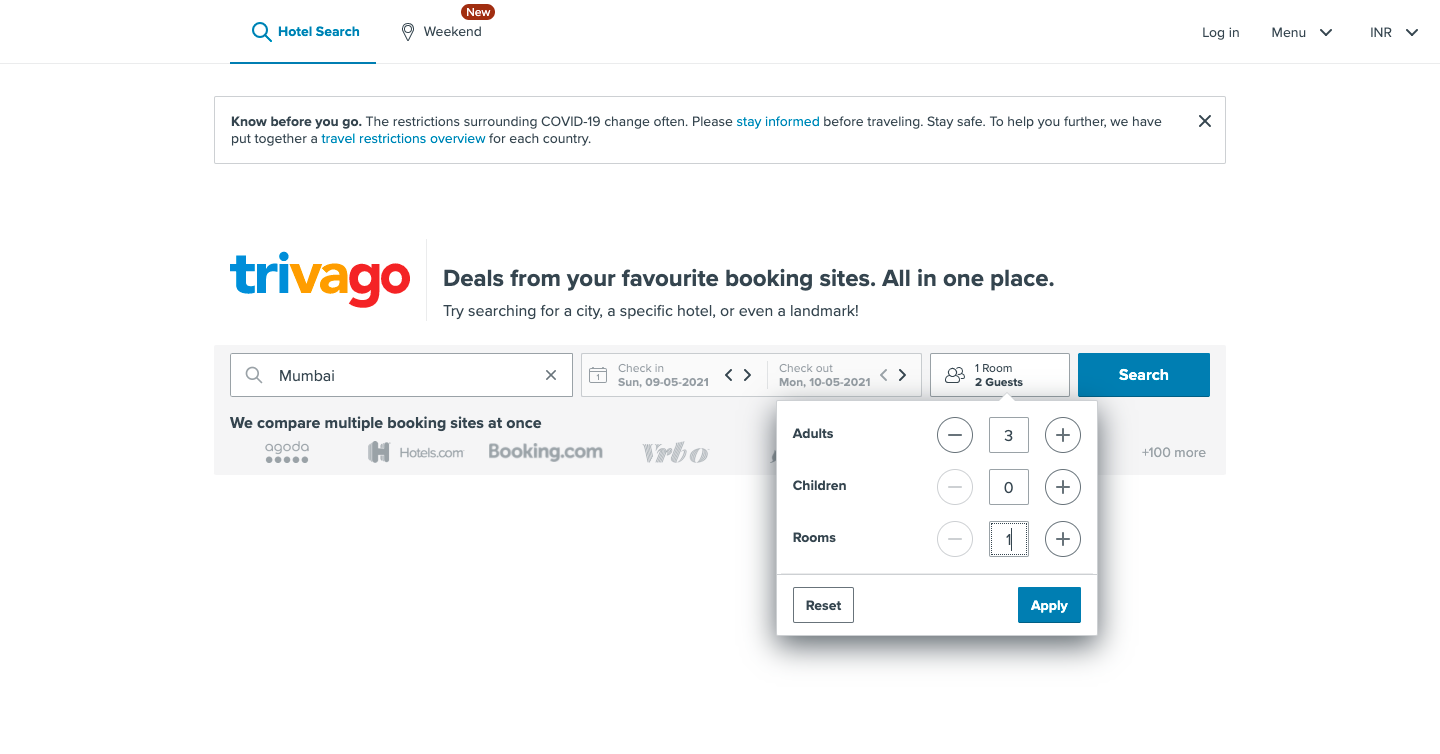 New
Hotel Search
Weekend
Log in
Menu
INR
Know before you go. The restrictions surrounding COVID-19 change often. Please stay informed before traveling. Stay safe. To help you further, we have
put together a travel restrictions overview for each country.
trivago
Deals from your favourite booking sites. All in one place.
Try searching for a city, a specific hotel, or even a landmark!
Mumbai
1
Check in
Sun, 09-05-2021
Check out
Mon, 10-05-2021
1 Room
2 Guests
Search
We compare multiple booking sites at once
agoda
H Hotels.com
Booking.com
Vrbo
+100 more
Adults
3
Children
0
Rooms
1
Reset
Apply